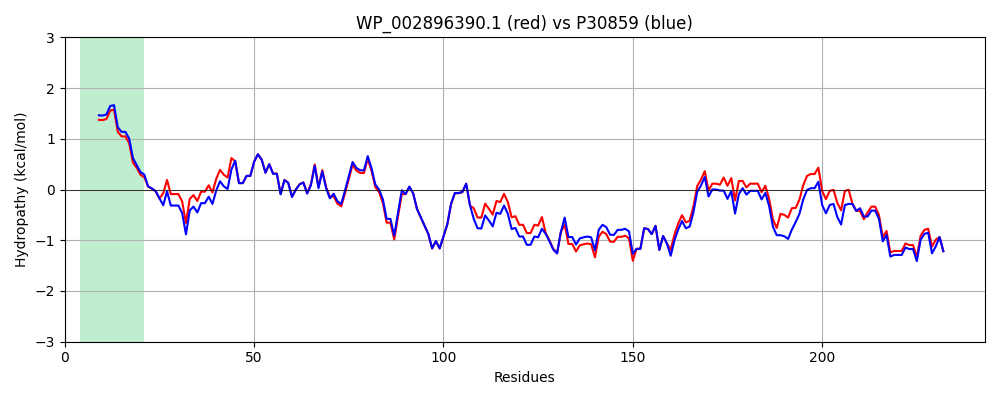 WP_002896390.1 (red) vs P30859 (blue)
3
2
1
0
−1
−2
−3
Hydropathy (kcal/mol)
0 50 100 150 200
Residues